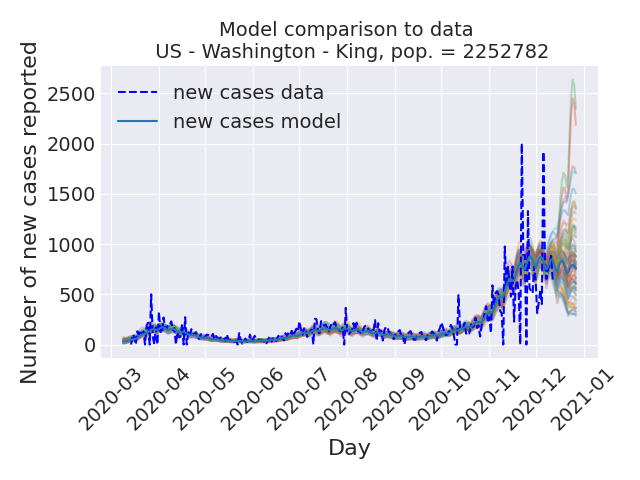 Model comparison to data
US - Washington - King, pop. = 2252782
Number of new cases reported
2500
2000
1500
1000
500
0
new cases data
new cases model
2020-03
2020-04
2020-05
2020-06
2020-07
2020-08
2020-09
2020-10
2020-11
2020-12
2021-01
Day